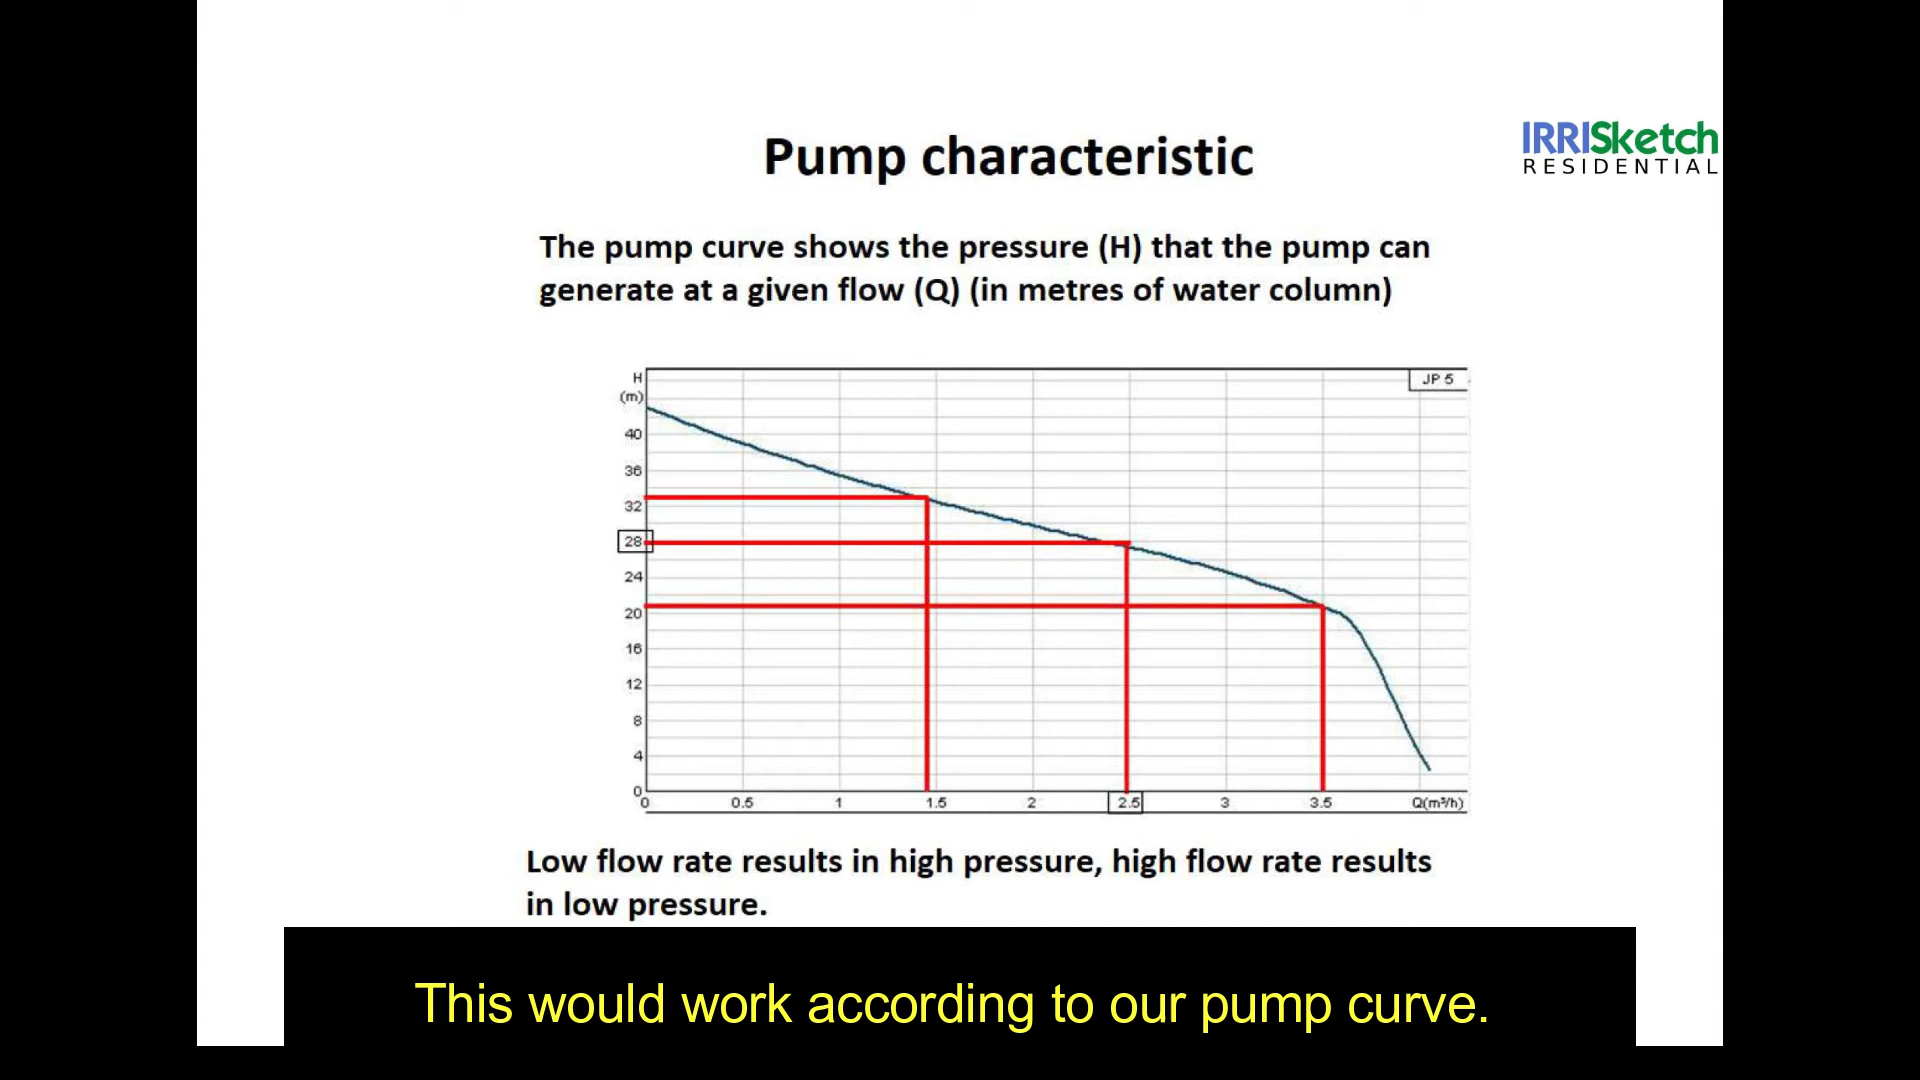 IRRISketch
RESIDENTIAL
Pump characteristic
The pump curve shows the pressure (H) that the pump can
generate at a given flow (Q) (in metres of water column)
H
(m)
JP 5
40
36
32
28
24
20
16
12
8
4
0
0 0.5 1 1.5 2 2.5 3 3.5 Q(m³/h)
Low flow rate results in high pressure, high flow rate results
in low pressure.
This would work according to our pump curve.